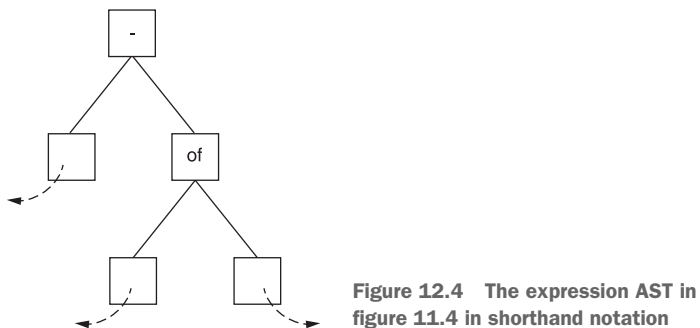 -
of
Figure 12.4 The expression AST in
figure 11.4 in shorthand notation